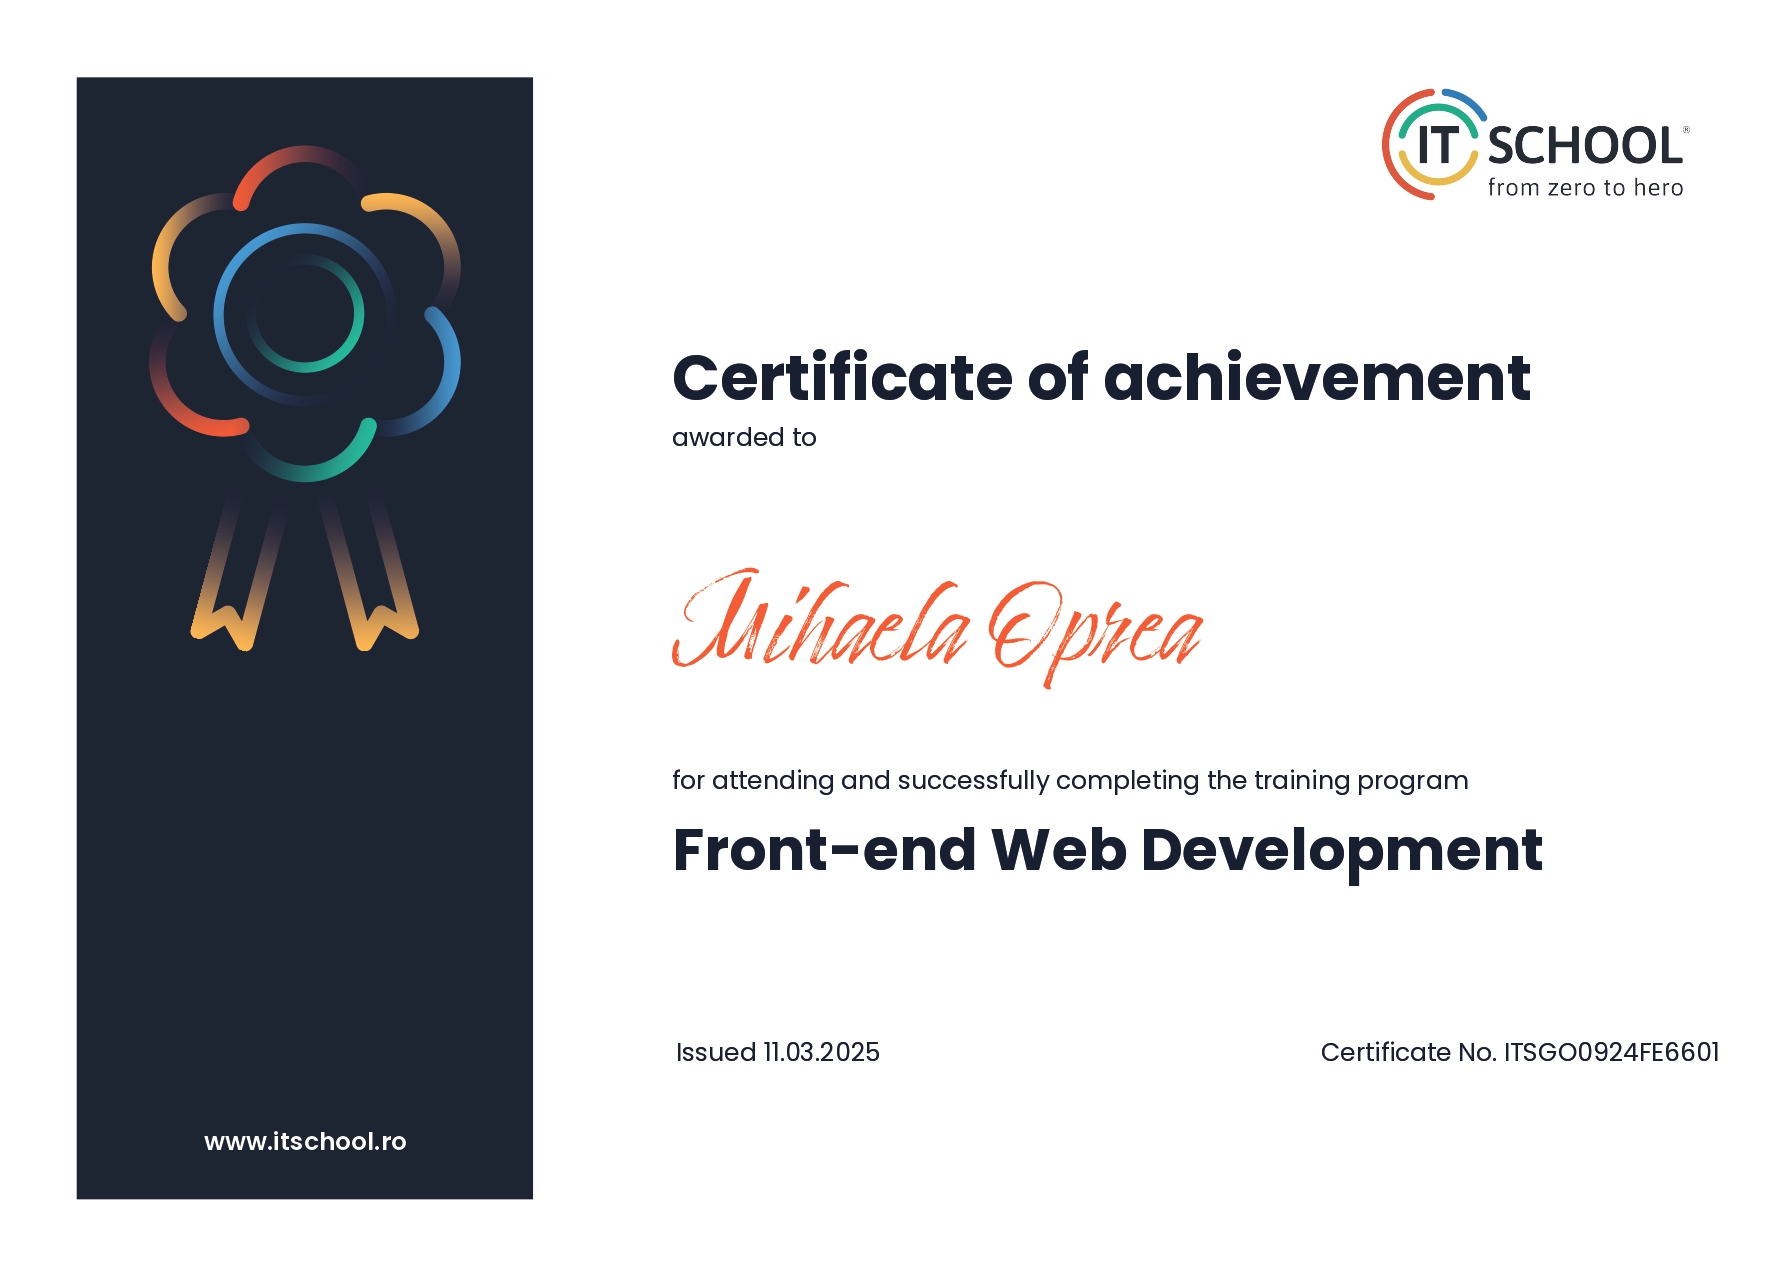 IT SCHOOL®
from zero to hero
Certificate of achievement
awarded to
Mihaela Oprea
for attending and successfully completing the training program
Front-end Web Development
Issued 11.03.2025
Certificate No. ITSGO0924FE6601
www.itschool.ro